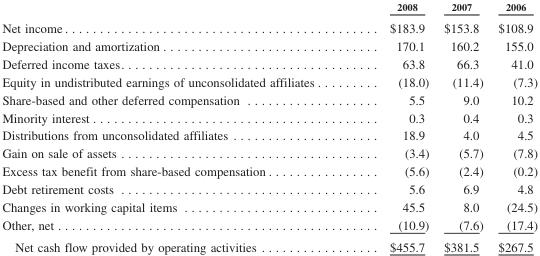 2008 2007 2006
Net income . . . . . . . . . . . . . . . . . . . . . . . . . . . . . . . . . . . . . . . . . . . . $183.9 $153.8 $108.9
Depreciation and amortization . . . . . . . . . . . . . . . . . . . . . . . . . . . . . . 170.1 160.2 155.0
Deferred income taxes. . . . . . . . . . . . . . . . . . . . . . . . . . . . . . . . . . . . 63.8 66.3 41.0
Equity in undistributed earnings of unconsolidated affiliates . . . . . . . . . (18.0) (11.4) (7.3)
Share-based and other deferred compensation . . . . . . . . . . . . . . . . . . 5.5 9.0 10.2
Minority interest . . . . . . . . . . . . . . . . . . . . . . . . . . . . . . . . . . . . . . . . 0.3 0.4 0.3
Distributions from unconsolidated affiliates . . . . . . . . . . . . . . . . . . . . 18.9 4.0 4.5
Gain on sale of assets . . . . . . . . . . . . . . . . . . . . . . . . . . . . . . . . . . . . (3.4) (5.7) (7.8)
Excess tax benefit from share-based compensation . . . . . . . . . . . . . . . . (5.6) (2.4) (0.2)
Debt retirement costs . . . . . . . . . . . . . . . . . . . . . . . . . . . . . . . . . . . . 5.6 6.9 4.8
Changes in working capital items . . . . . . . . . . . . . . . . . . . . . . . . . . . 45.5 8.0 (24.5)
Other, net . . . . . . . . . . . . . . . . . . . . . . . . . . . . . . . . . . . . . . . . . . . . . (10.9) (7.6) (17.4)
Net cash flow provided by operating activities . . . . . . . . . . . . . . . . . $455.7 $381.5 $267.5